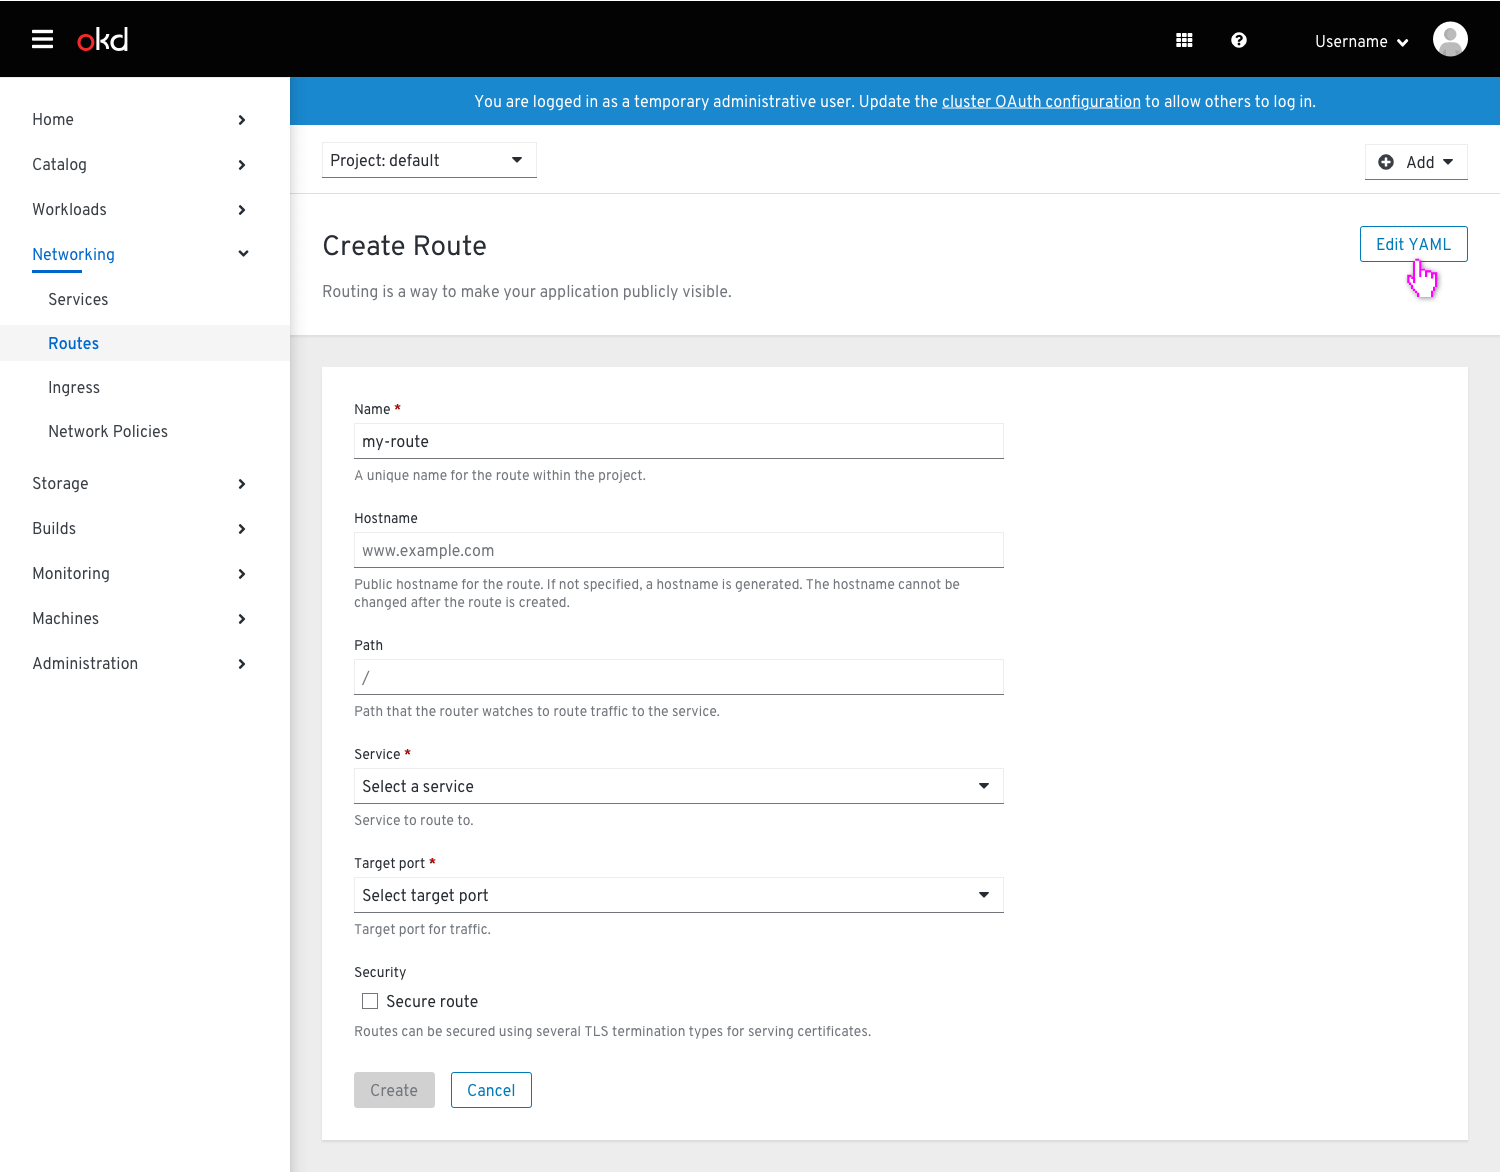 okd
Username
You are logged in as a temporary administrative user. Update the cluster OAuth configuration to allow others to log in.
Home
Catalog
Workloads
Networking
Services
Routes
Ingress
Network Policies
Storage
Builds
Monitoring
Machines
Administration
Project: default
Add
Create Route
Edit YAML
Routing is a way to make your application publicly visible.
Name *
my-route
A unique name for the route within the project.
Hostname
www.example.com
Public hostname for the route. If not specified, a hostname is generated. The hostname cannot be
changed after the route is created.
Path
/
Path that the router watches to route traffic to the service.
Service *
Select a service
Service to route to.
Target port *
Select target port
Target port for traffic.
Security
Secure route
Routes can be secured using several TLS termination types for serving certificates.
Create
Cancel